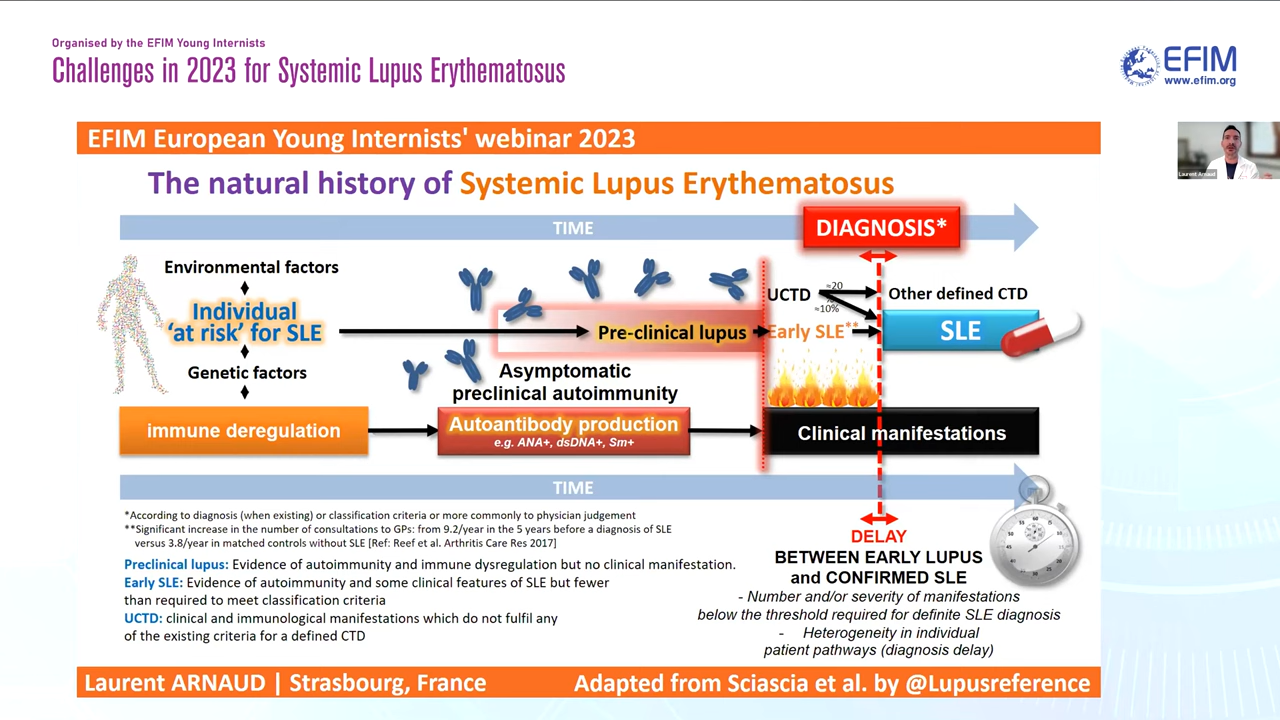 Organised by the EFIM Young Internists
Challenges in 2023 for Systemic Lupus Erythematosus
EFIM
www.efim.org
EFIM European Young Internists' webinar 2023
Laurent Arnaud
The natural history of Systemic Lupus Erythematosus
TIME
DIAGNOSIS*
Environmental factors
Individual
'at risk' for SLE
Genetic factors
Pre-clinical lupus
Asymptomatic
preclinical autoimmunity
UCTD
≈20
≈10%
Other defined CTD
Early SLE**
SLE
immune deregulation
Autoantibody production
e.g. ANA+, dsDNA+, Sm+
Clinical manifestations
TIME
*According to diagnosis (when existing) or classification criteria or more commonly to physician judgement
**Significant increase in the number of consultations to GPs: from 9.2/year in the 5 years before a diagnosis of SLE
versus 3.8/year in matched controls without SLE [Ref: Reef et al. Arthritis Care Res 2017]
Preclinical lupus: Evidence of autoimmunity and immune dysregulation but no clinical manifestation.
Early SLE: Evidence of autoimmunity and some clinical features of SLE but fewer
than required to meet classification criteria
UCTD: clinical and immunological manifestations which do not fulfil any
of the existing criteria for a defined CTD
DELAY
BETWEEN EARLY LUPUS
and CONFIRMED SLE
- Number and/or severity of manifestations
below the threshold required for definite SLE diagnosis
- Heterogeneity in individual
patient pathways (diagnosis delay)
Laurent ARNAUD | Strasbourg, France
Adapted from Sciascia et al. by @Lupusreference